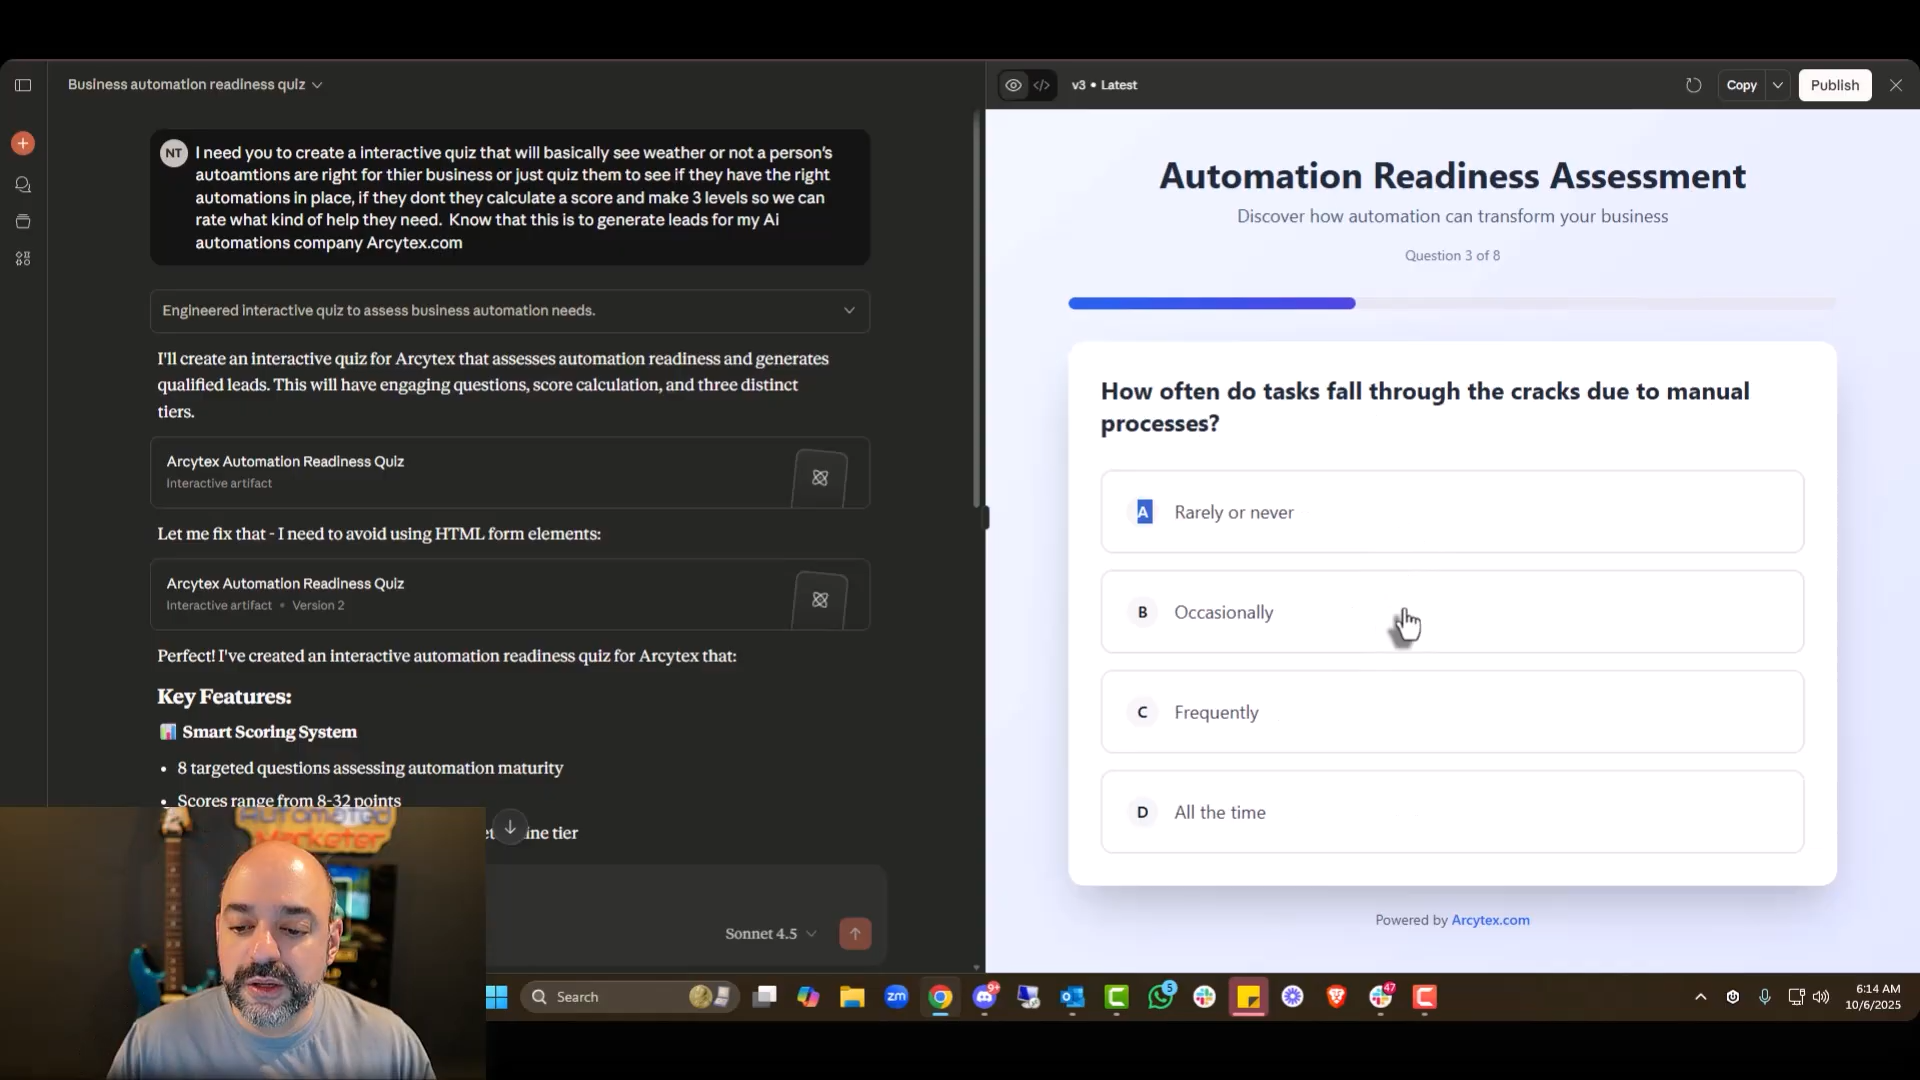 Business automation readiness quiz
v3 • Latest
Copy
Publish
NT
I need you to create a interactive quiz that will basically see weather or not a person's
autoamtions are right for thier business or just quiz them to see if they have the right
automations in place, if they dont they calculate a score and make 3 levels so we can
rate what kind of help they need. Know that this is to generate leads for my Ai
automations company Arcytex.com
Engineered interactive quiz to assess business automation needs.
I'll create an interactive quiz for Arcytex that assesses automation readiness and generates
qualified leads. This will have engaging questions, score calculation, and three distinct
tiers.
Arcytex Automation Readiness Quiz
Interactive artifact
Let me fix that - I need to avoid using HTML form elements:
Arcytex Automation Readiness Quiz
Interactive artifact • Version 2
Perfect! I've created an interactive automation readiness quiz for Arcytex that:
Key Features:
📊 Smart Scoring System
• 8 targeted questions assessing automation maturity
• Scores range from 8-32 points
ine tier
Sonnet 4.5
Automation Readiness Assessment
Discover how automation can transform your business
Question 3 of 8
How often do tasks fall through the cracks due to manual
processes?
A Rarely or never
B Occasionally
C Frequently
D All the time
Powered by Arcytex.com
Automated
Marketer
Search
zm
9+
5
47
6:14 AM
10/6/2025